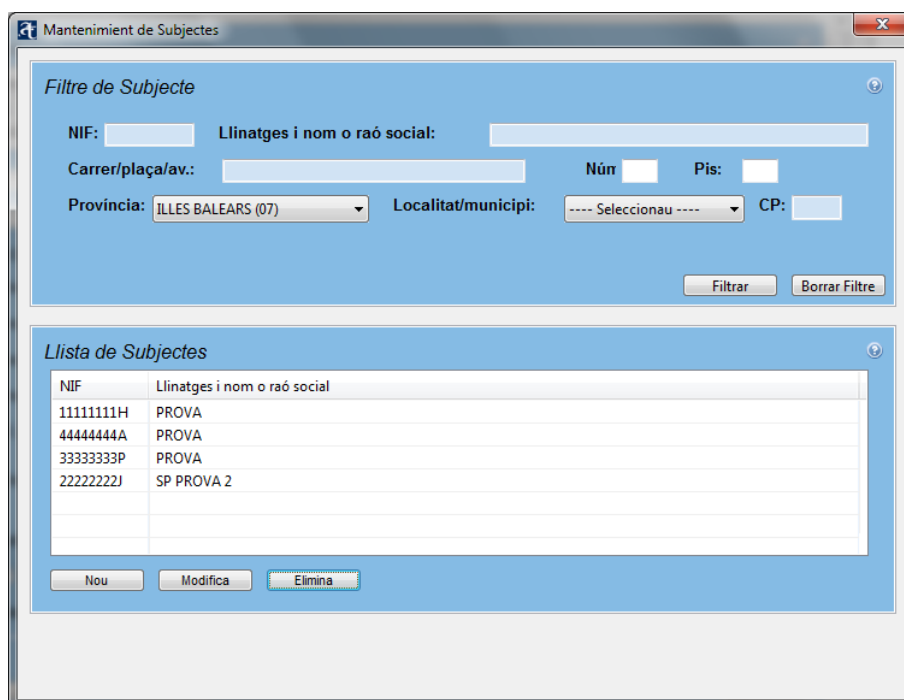 Mantenimient de Subjectes
Filtre de Subjecte
NIF: Llinatges i nom o raó social:
Carrer/plaça/av.: Núm Pis:
Província: ILLES BALEARS (07) Localitat/municipi: ---- Seleccionau ---- CP:
Filtrar Borrar Filtre
Llista de Subjectes
NIF Llinatges i nom o raó social
11111111H PROVA
44444444A PROVA
33333333P PROVA
22222222J SP PROVA 2
Nou Modifica Elimina